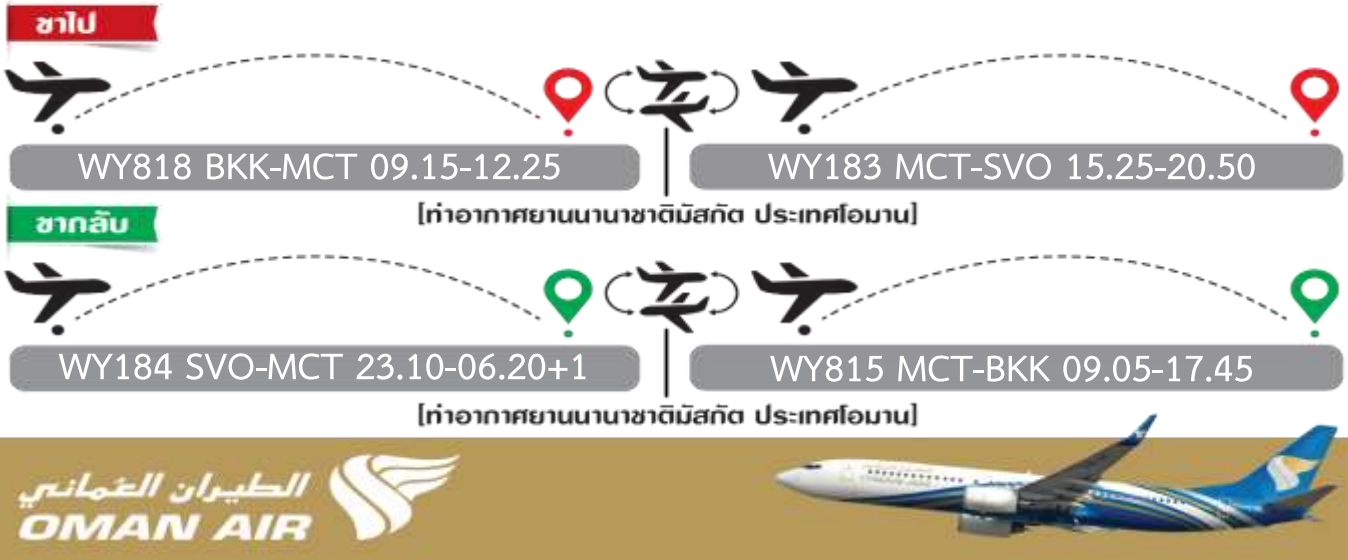 ขาไป
WY818 BKK-MCT 09.15-12.25
WY183 MCT-SVO 15.25-20.50
[ท่าอากาศยานนานาชาติมัสกัต ประเทศโอมาน]
ขากลับ
WY184 SVO-MCT 23.10-06.20+1
WY815 MCT-BKK 09.05-17.45
[ท่าอากาศยานนานาชาติมัสกัต ประเทศโอมาน]
الطيران العُماني
OMAN AIR
OMAN AIR